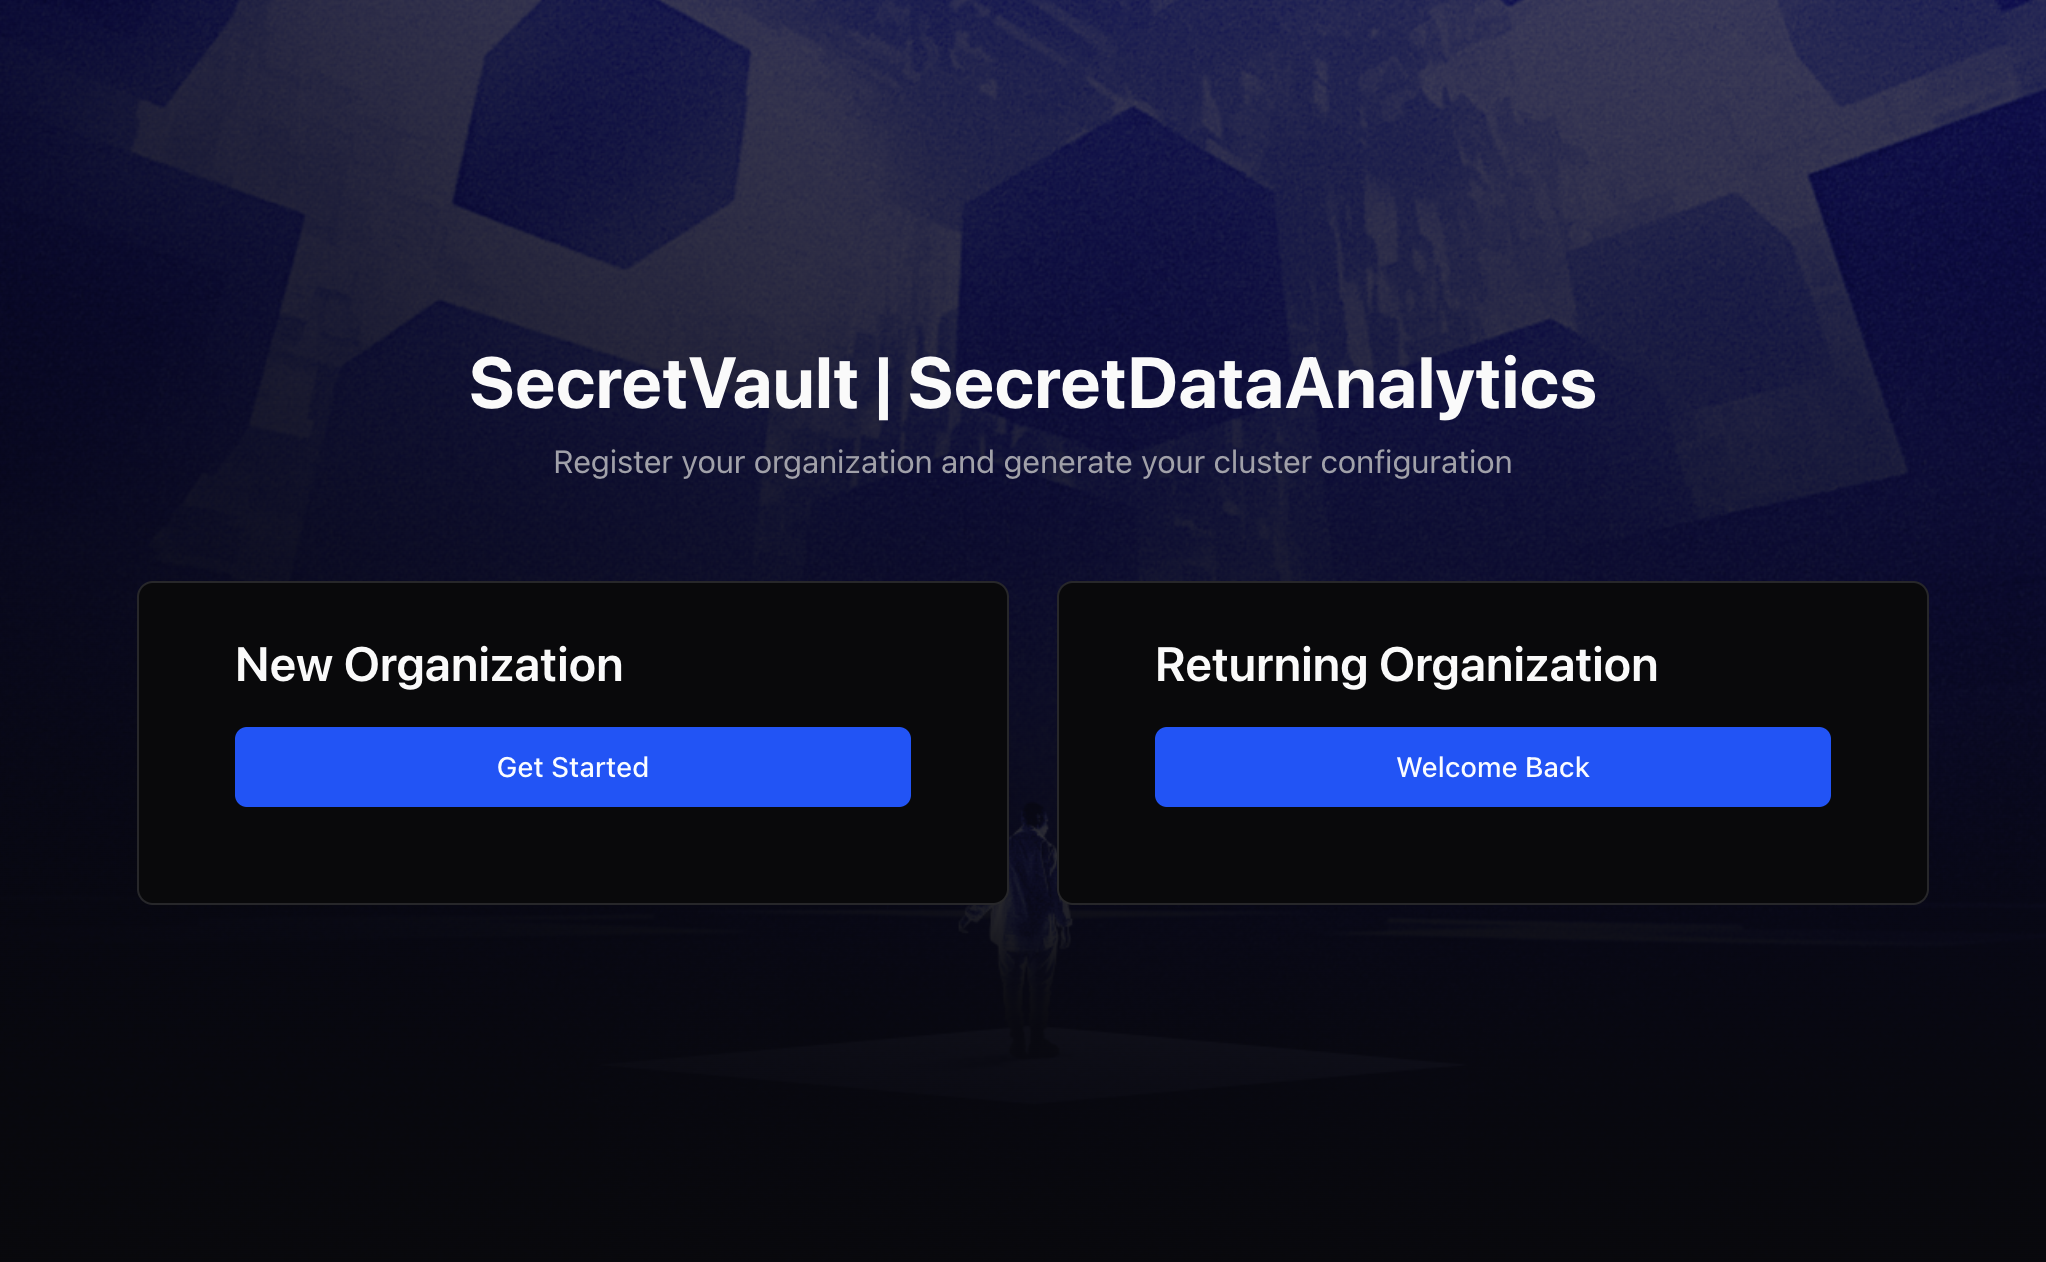 SecretVault | SecretDataAnalytics
Register your organization and generate your cluster configuration
New Organization
Get Started
Returning Organization
Welcome Back